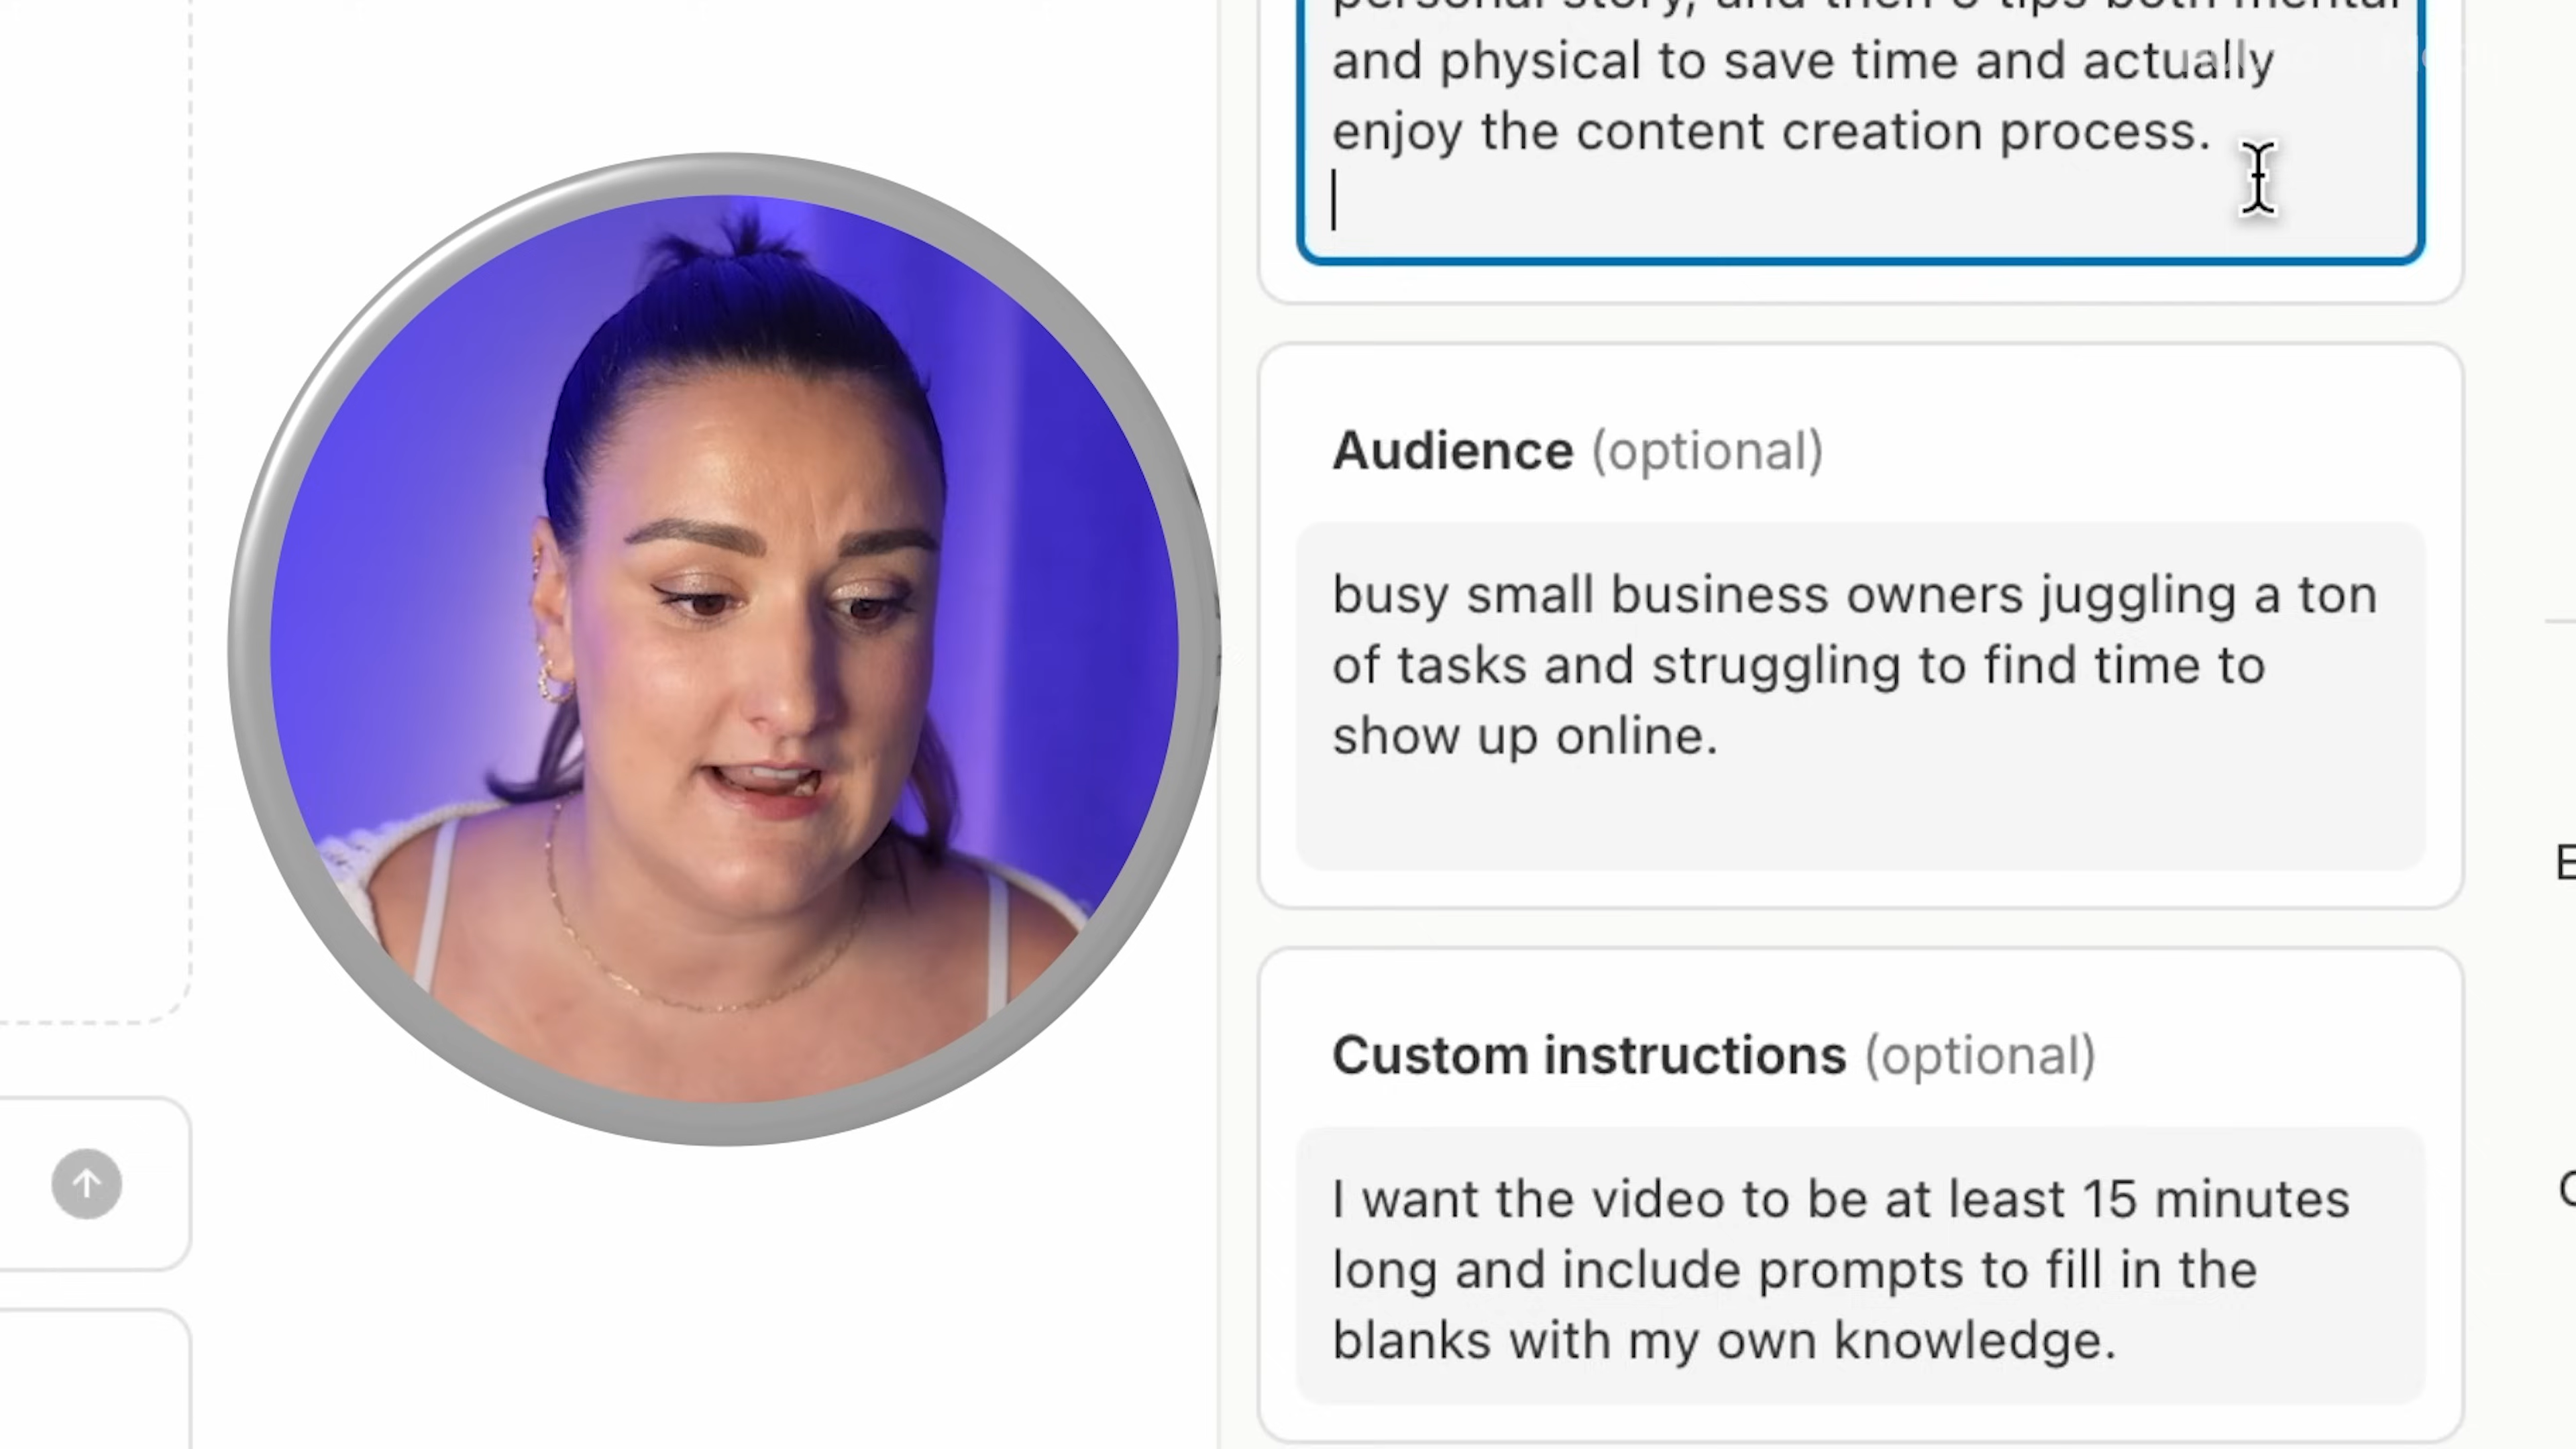 and physical to save time and actually
enjoy the content creation process.
Audience (optional)
busy small business owners juggling a ton
of tasks and struggling to find time to
show up online.
Custom instructions (optional)
I want the video to be at least 15 minutes
long and include prompts to fill in the
blanks with my own knowledge.